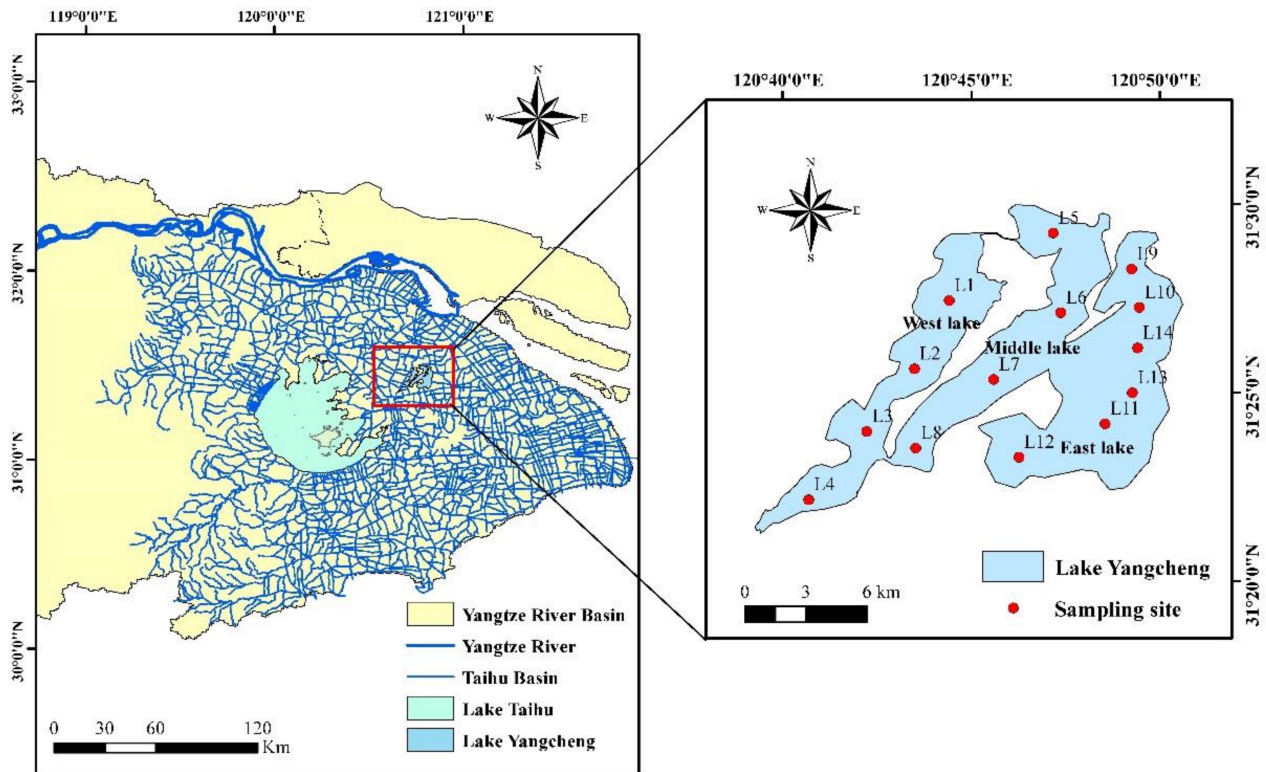 119°0'0"E 120°0'0"E 121°0'0"E
33°0'0"N
32°0'0"N
31°0'0"N
30°0'0"N
N
W E
S
Yangtze River Basin
Yangtze River
Taihu Basin
Lake Taihu
Lake Yangcheng
0 30 60 120
Km
120°40'0"E 120°45'0"E 120°50'0"E
31°30'0"N
31°25'0"N
31°20'0"N
N
W E
S
L5
L9
L1
L10
L6
West lake
L14
Middle lake
L2
L7
L13
L11
L3
L8
L12
East lake
L4
Lake Yangcheng
Sampling site
0 3 6 km